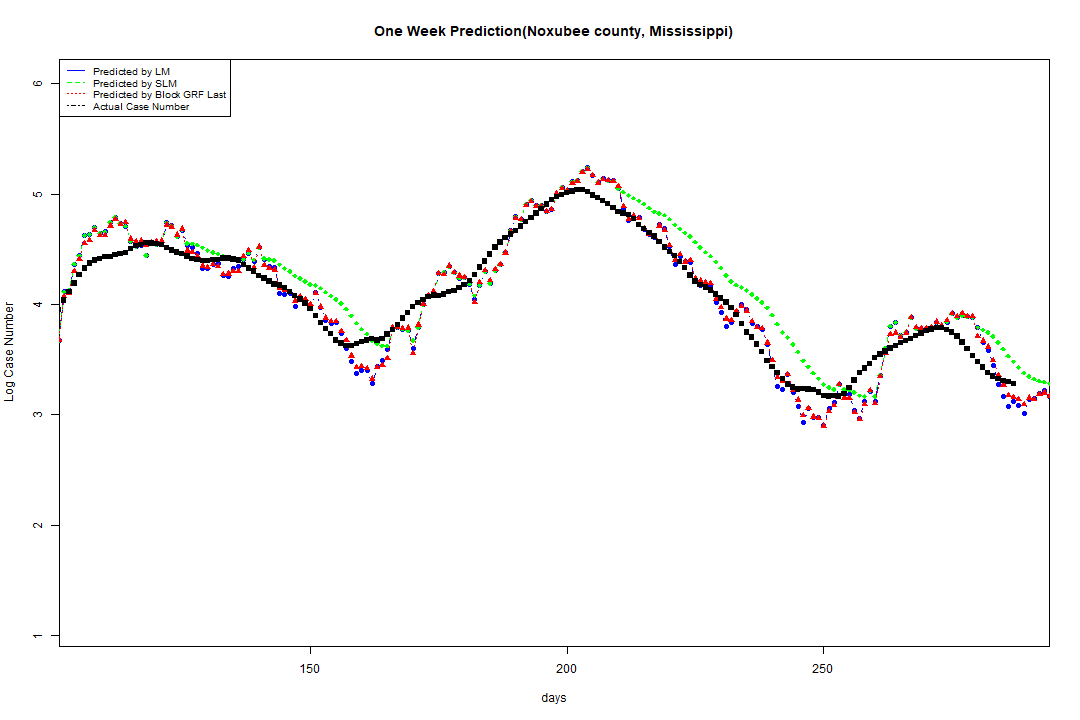 One Week Prediction(Noxubee county, Mississippi)
Predicted by LM
Predicted by SLM
Predicted by Block GRF Last
Actual Case Number
6
5
4
3
2
1
Log Case Number
150 200 250
days